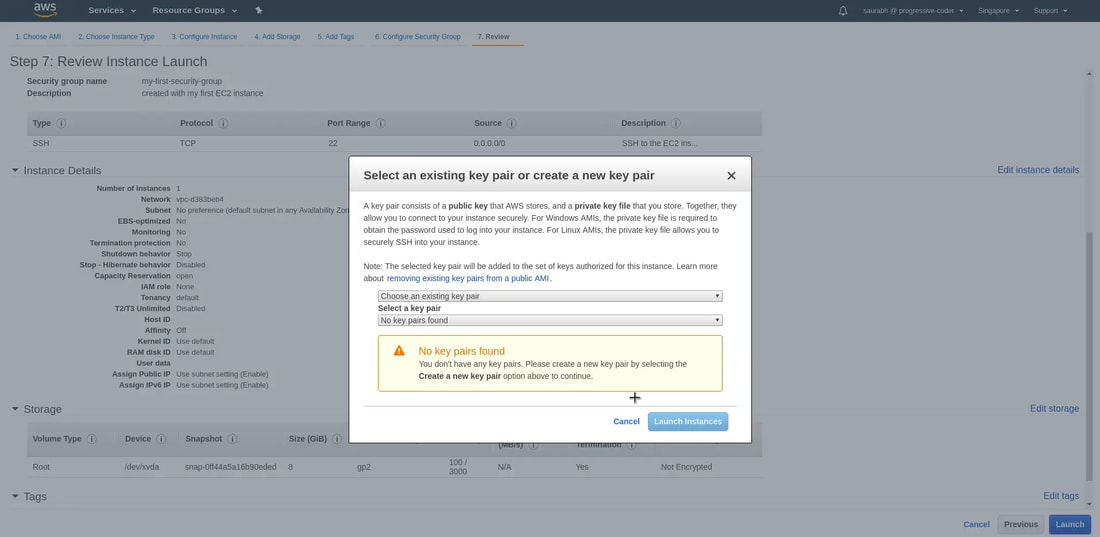 aws
Services
Resource Groups
saurabh @ progressive-coder
Singapore
Support
1. Choose AMI
2. Choose Instance Type
3. Configure Instance
4. Add Storage
5. Add Tags
6. Configure Security Group
7. Review
Step 7: Review Instance Launch
Security group name my-first-security-group
Description created with my first EC2 instance
Type Protocol Port Range Source Description
SSH TCP 22 0.0.0.0/0 SSH to the EC2 ins...
Instance Details
Edit instance details
Number of instances 1
Network vpc-d383beb4
Subnet No preference (default subnet in any Availability Zon
EBS-optimized No
Monitoring No
Termination protection No
Shutdown behavior Stop
Stop - Hibernate behavior Disabled
Capacity Reservation open
IAM role None
Tenancy default
T2/T3 Unlimited Disabled
Host ID
Affinity Off
Kernel ID Use default
RAM disk ID Use default
User data
Assign Public IP Use subnet setting (Enable)
Assign IPv6 IP Use subnet setting (Enable)
Select an existing key pair or create a new key pair
A key pair consists of a public key that AWS stores, and a private key file that you store. Together, they
allow you to connect to your instance securely. For Windows AMIs, the private key file is required to
obtain the password used to log into your instance. For Linux AMIs, the private key file allows you to
securely SSH into your instance.
Note: The selected key pair will be added to the set of keys authorized for this instance. Learn more
about removing existing key pairs from a public AMI.
Choose an existing key pair
Select a key pair
No key pairs found
No key pairs found
You don't have any key pairs. Please create a new key pair by selecting the
Create a new key pair option above to continue.
Cancel
Launch Instances
Storage
Edit storage
Volume Type Device Snapshot Size (GiB)
(MB/s) Termination
Root /dev/xvda snap-0ff44a5a16b90eded 8 gp2 100 /
3000 N/A Yes Not Encrypted
Tags
Edit tags
Cancel
Previous
Launch